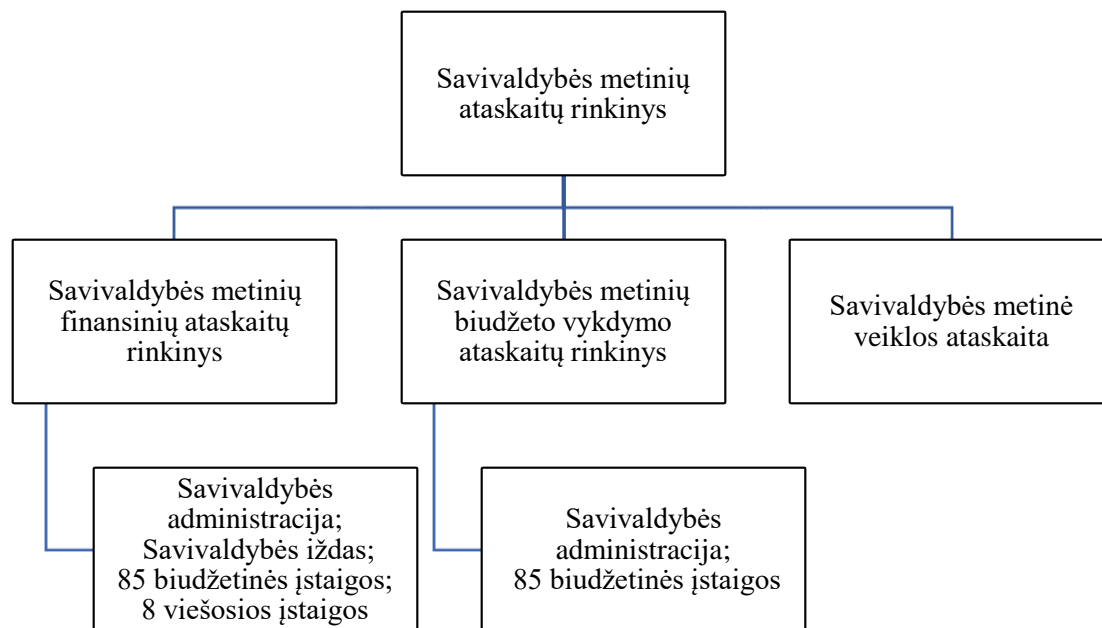 Savivaldybės metinių
ataskaitų rinkinys
Savivaldybės metinių
finansinių ataskaitų
rinkinys
Savivaldybės metinių
biudžeto vykdymo
ataskaitų rinkinys
Savivaldybės metinė
veiklos ataskaita
Savivaldybės
administracija;
Savivaldybės iždas;
85 biudžetinės įstaigos;
8 viešosios įstaigos
Savivaldybės
administracija;
85 biudžetinės įstaigos